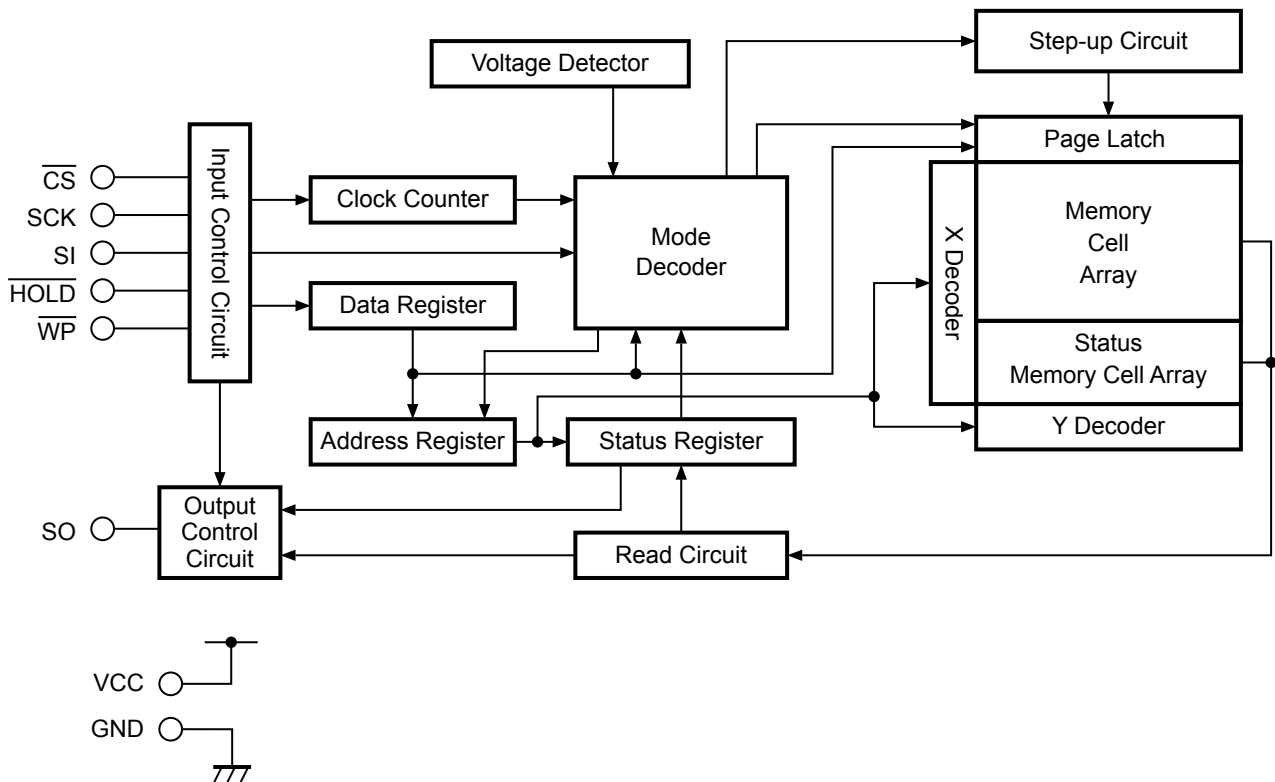 Step-up Circuit
Voltage Detector
Page Latch
CS
SCK
SI
HOLD
WP
Input Control Circuit
Clock Counter
Data Register
Mode
Decoder
X Decoder
Memory
Cell
Array
Status
Memory Cell Array
Y Decoder
Address Register
Status Register
SO
Output
Control
Circuit
Read Circuit
VCC
GND